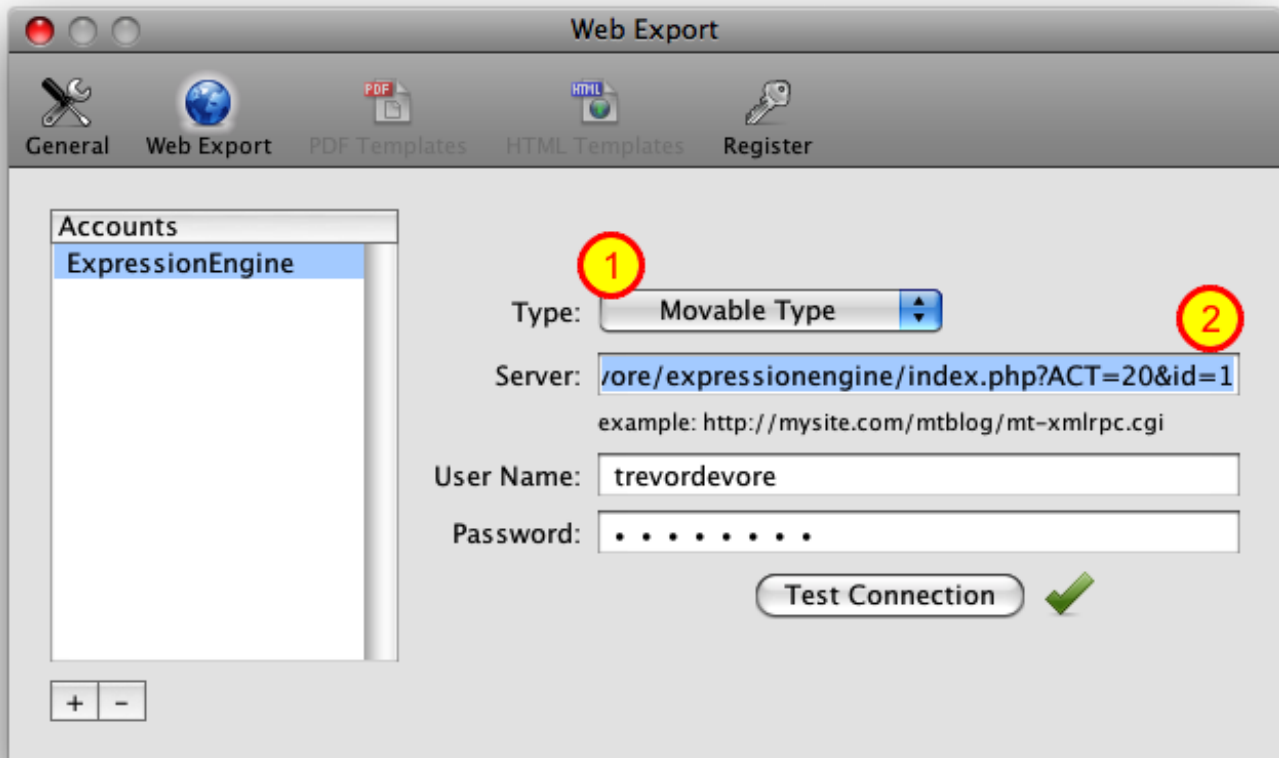 Web Export
General Web Export PDF Templates HTML Templates Register
PDF HTML
Accounts
ExpressionEngine
1
Type: Movable Type
2
Server: vore/expressionengine/index.php?ACT=20&id=1
example: http://mysite.com/mtblog/mt-xmlrpc.cgi
User Name: trevordevore
Password: • • • • • • • •
Test Connection
+ -